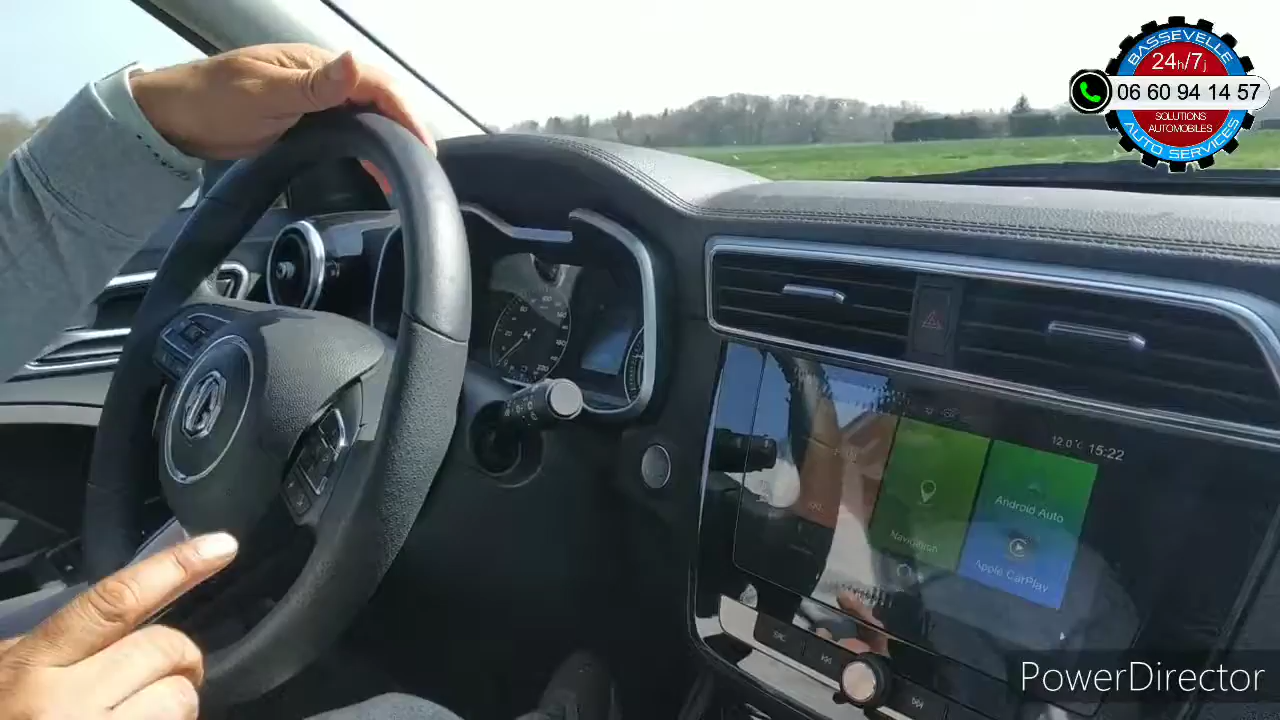 BASSEVELLE
24h/7j
06 60 94 14 57
SOLUTIONS
AUTOMOBILES
AUTO SERVICES
12.0°C 15:22
Navigation
Android Auto
Apple CarPlay
PowerDirector